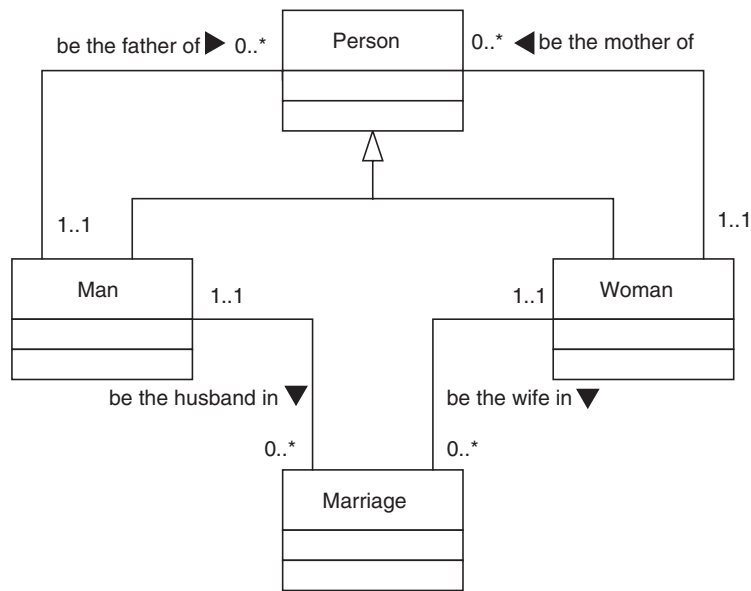 Person
be the father of ▶ 0..*
0..* ◀ be the mother of
1..1
1..1
Man
1..1
1..1
Woman
be the husband in ▼
be the wife in ▼
0..*
0..*
Marriage